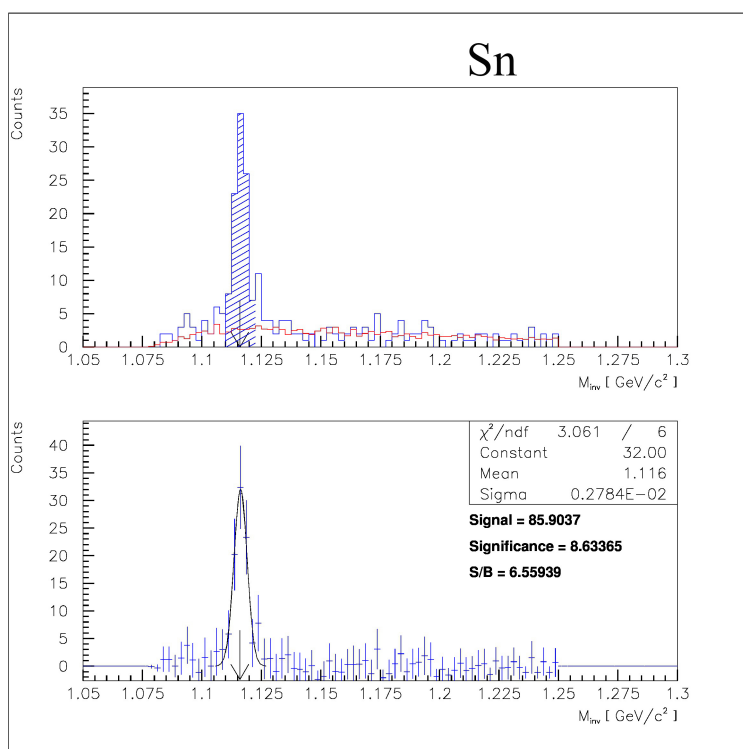 Sn
Counts
35
30
25
20
15
10
5
0
1.05 1.075 1.1 1.125 1.15 1.175 1.2 1.225 1.25 1.275 1.3
M_inv [ GeV/c² ]
Counts
40
35
30
25
20
15
10
5
0
χ²/ndf 3.061 / 6
Constant 32.00
Mean 1.116
Sigma 0.2784E-02
Signal = 85.9037
Significance = 8.63365
S/B = 6.55939
1.05 1.075 1.1 1.125 1.15 1.175 1.2 1.225 1.25 1.275 1.3
M_inv [ GeV/c² ]